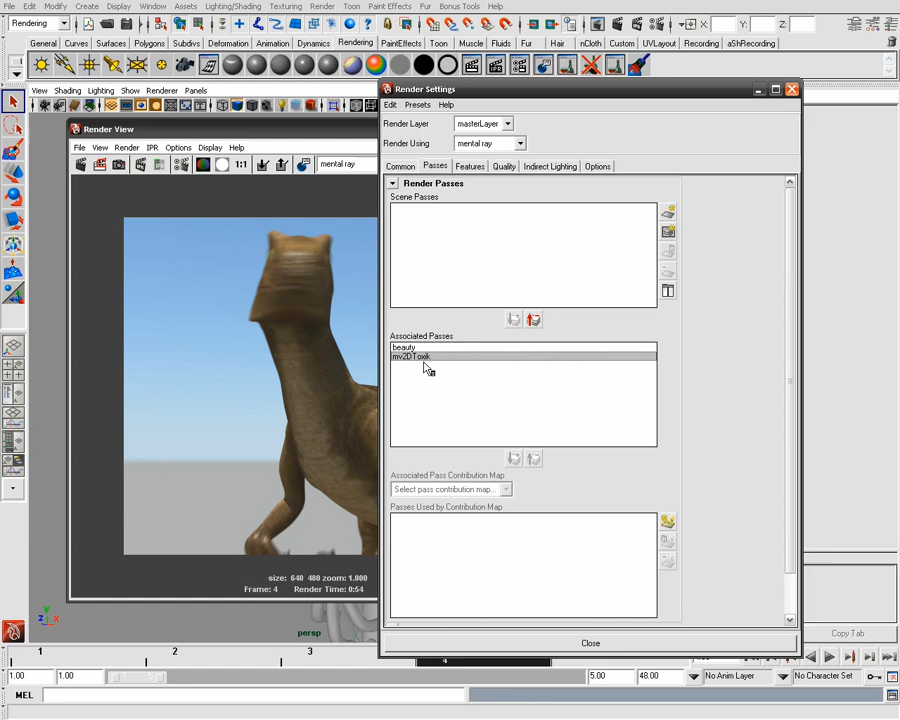 File Edit Modify Create Display Window Assets Lighting/Shading Texturing Render Toon Paint Effects Fur Bonus Tools Help
Rendering X: Y: Z:
General Curves Surfaces Polygons Subdivs Deformation Animation Dynamics Rendering PaintEffects Toon Muscle Fluids Fur Hair nCloth Custom UVLayout Recording aShRecording
IPR
View Shading Lighting Show Renderer Panels
Render Settings
Edit Presets Help
Render Layer masterLayer
Render Using mental ray
Common Passes Features Quality Indirect Lighting Options
Render Passes
Scene Passes
Associated Passes
beauty
mv2DToxik
Associated Pass Contribution Map
Select pass contribution map...
Passes Used by Contribution Map
Close
Render View
File View Render IPR Options Display Help
1:1 mental ray
size: 640 480 zoom: 1.000
Frame: 4 Render Time: 0:54
persp
Copy Tab
1 2 3 4
1.00 1.00 5.00 48.00 No Anim Layer No Character Set
MEL